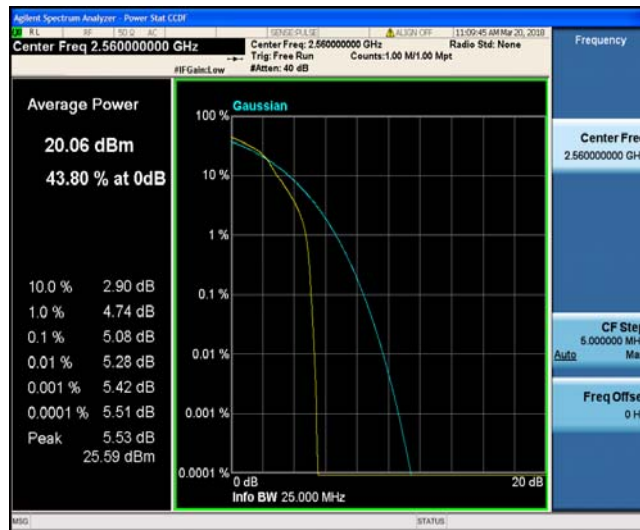 Agilent Spectrum Analyzer - Power Stat CCDF
RL RF 50 Ω AC SENSE:PULSE ALIGN OFF 11:09:45 AM Mar 20, 2018
Center Freq 2.560000000 GHz
Center Freq: 2.560000000 GHz Radio Std: None
Trig: Free Run Counts:1.00 M/1.00 Mpt
#IFGain:Low #Atten: 40 dB
Frequency
Average Power
20.06 dBm
43.80 % at 0dB
10.0 % 2.90 dB
1.0 % 4.74 dB
0.1 % 5.08 dB
0.01 % 5.28 dB
0.001 % 5.42 dB
0.0001 % 5.51 dB
Peak 5.53 dB
25.59 dBm
Gaussian
100 %
10 %
1 %
0.1 %
0.01 %
0.001 %
0.0001 %
0 dB 20 dB
Info BW 25.000 MHz
Center Fre
2.560000000 GH
CF Step
5.000000 MH
Auto Ma
Freq Offse
0 H
MSG STATUS